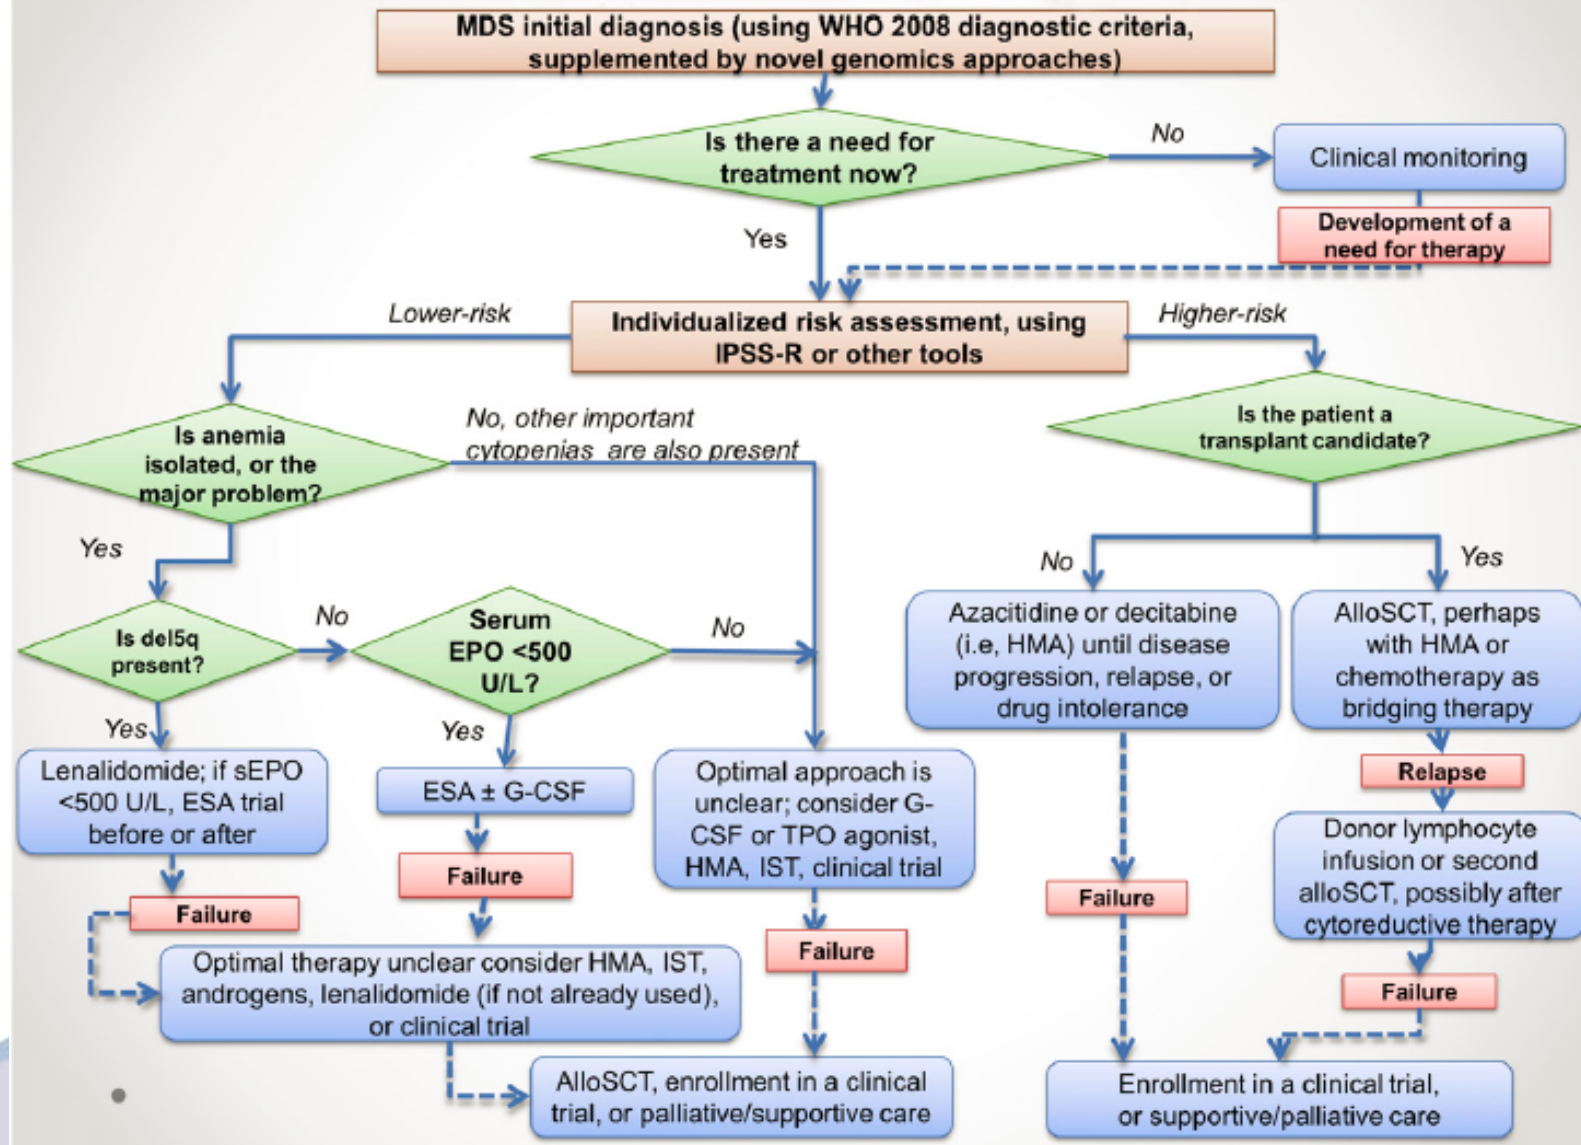 MDS initial diagnosis (using WHO 2008 diagnostic criteria,
supplemented by novel genomics approaches)
Is there a need for
treatment now?
No
Clinical monitoring
Development of a
need for therapy
Yes
Lower-risk
Individualized risk assessment, using
IPSS-R or other tools
Higher-risk
Is anemia
isolated, or the
major problem?
No, other important
cytopenias are also present
Is the patient a
transplant candidate?
Yes
No
Yes
Is del5q
present?
No
Serum
EPO <500
U/L?
No
Azacitidine or decitabine
(i.e, HMA) until disease
progression, relapse, or
drug intolerance
AlloSCT, perhaps
with HMA or
chemotherapy as
bridging therapy
Yes
Yes
Lenalidomide; if sEPO
<500 U/L, ESA trial
before or after
ESA ± G-CSF
Optimal approach is
unclear; consider G-
CSF or TPO agonist,
HMA, IST, clinical trial
Relapse
Donor lymphocyte
infusion or second
alloSCT, possibly after
cytoreductive therapy
Failure
Failure
Failure
Failure
Failure
Optimal therapy unclear consider HMA, IST,
androgens, lenalidomide (if not already used),
or clinical trial
AlloSCT, enrollment in a clinical
trial, or palliative/supportive care
Enrollment in a clinical trial,
or supportive/palliative care